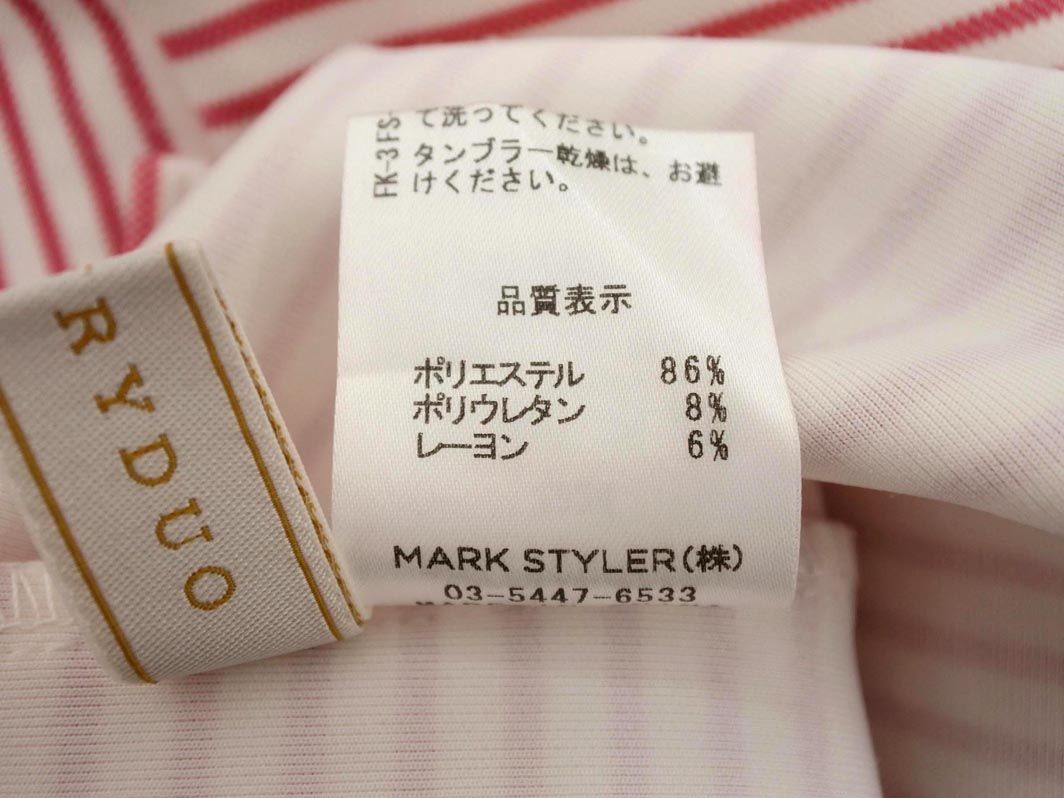 FK-3 FS-
て洗ってください。
タンブラー乾燥は、お避
けください。
品質表示
ポリエステル 86%
ポリウレタン 8%
レーヨン 6%
MARK STYLER(株)
03-5447-6533
RYDUO